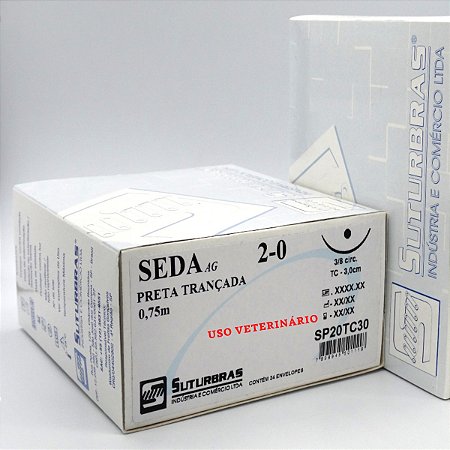 SEDA AG
2-0
PRETA TRANÇADA
0,75m
3/8 circ.
TC - 3,0cm
XXXX.XX
- XX/XX
- XX/XX
USO VETERINÁRIO
SP20TC30
SUTURBRAS
INDÚSTRIA E COMÉRCIO LTDA
CONTÉM 24 ENVELOPES
SUTURBRAS
SUTURBRAS®
INDÚSTRIA E COMÉRCIO LTDA